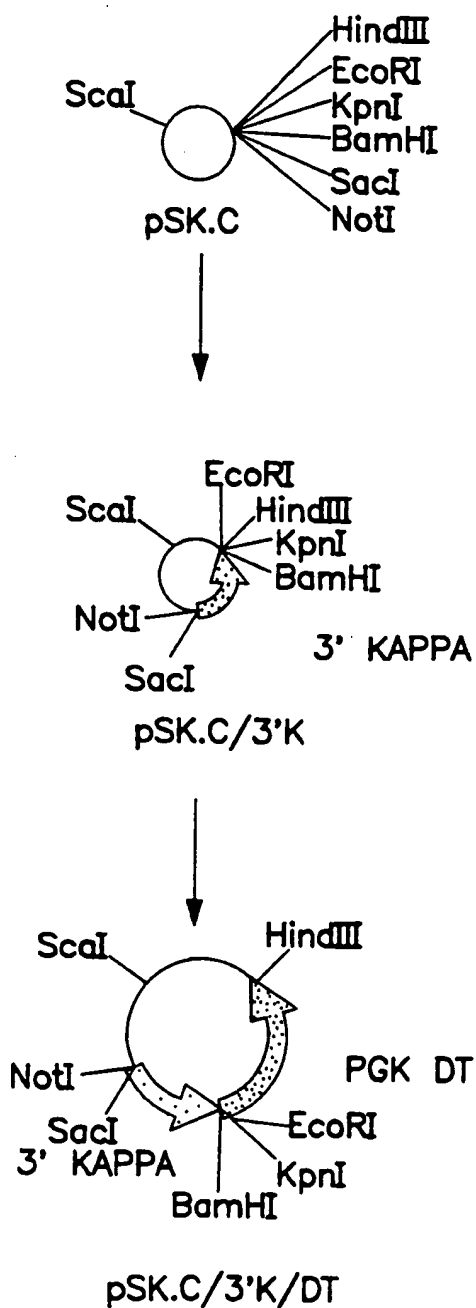 HindIII
EcoRI
ScaI
KpnI
BamHI
SacI
NotI
pSK.C
EcoRI
ScaI
HindIII
KpnI
BamHI
NotI
3' KAPPA
SacI
pSK.C/3'K
ScaI
HindIII
NotI
PGK DT
SacI
EcoRI
3' KAPPA
KpnI
BamHI
pSK.C/3'K/DT